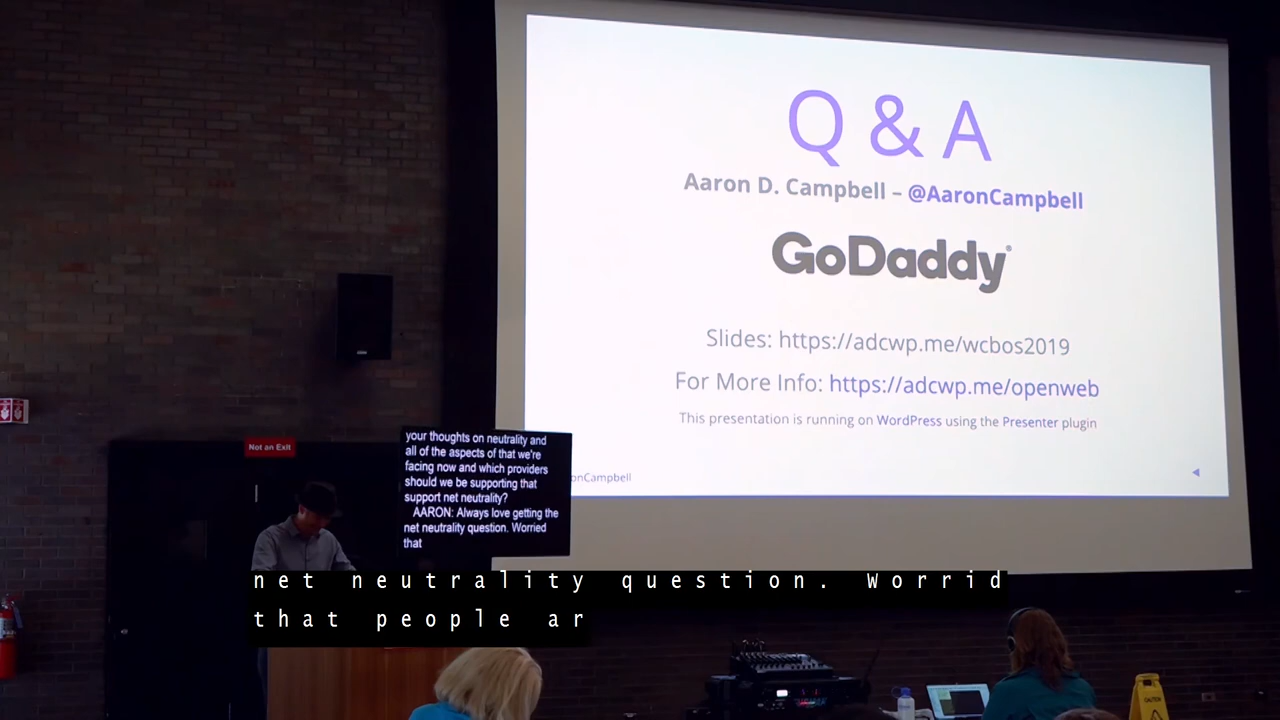 Q & A
Aaron D. Campbell – @AaronCampbell
GoDaddy
Slides: https://adcwp.me/wcbos2019
For More Info: https://adcwp.me/openweb
This presentation is running on WordPress using the Presenter plugin
onCampbell
Not an Exit
your thoughts on neutrality and
all of the aspects of that we're
facing now and which providers
should we be supporting that
support net neutrality?
AARON: Always love getting the
net neutrality question. Worried
that
net neutrality question. Worrid
that people ar
CAUTION